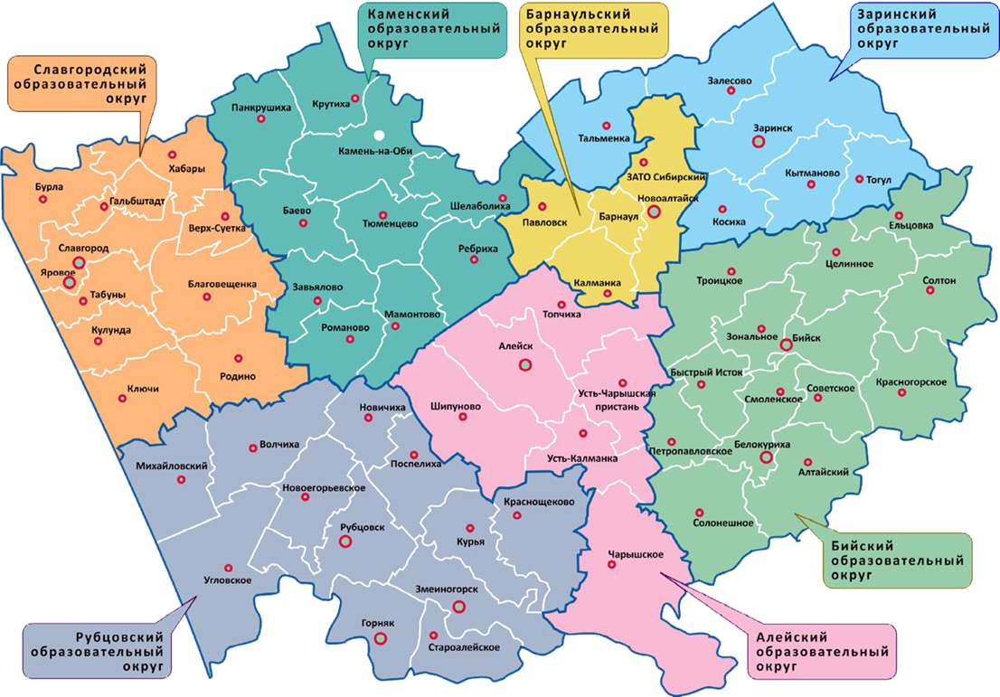 Каменский
образовательный
округ
Барнаульский
образовательный
округ
Заринский
образовательный
округ
Славгородский
образовательный
округ
Панкрушиха
Крутиха
Камень-на-Оби
Баево
Тюменцево
Шелаболиха
Ребриха
Завьялово
Романово
Мамонтово
Хабары
Бурла
Гальбштадт
Верх-Суетка
Славгород
Яровое
Табуны
Благовещенка
Кулунда
Родино
Ключи
Тальменка
Залесово
Заринск
Кытманово
Тогул
Косиха
ЗАТО Сибирский
Новоалтайск
Павловск
Барнаул
Калманка
Ельцовка
Целинное
Троицкое
Солтон
Зональное
Бийск
Быстрый Исток
Смоленское
Советское
Красногорское
Петропавловское
Белокуриха
Алтайский
Солонешное
Топчиха
Алейск
Усть-Чарышская
пристань
Шипуново
Усть-Калманка
Чарышское
Новичиха
Волчиха
Поспелиха
Михайловский
Новоегорьевское
Рубцовск
Краснощеково
Курья
Угловское
Змеиногорск
Горняк
Староалейское
Бийский
образовательный
округ
Рубцовский
образовательный
округ
Алейский
образовательный
округ